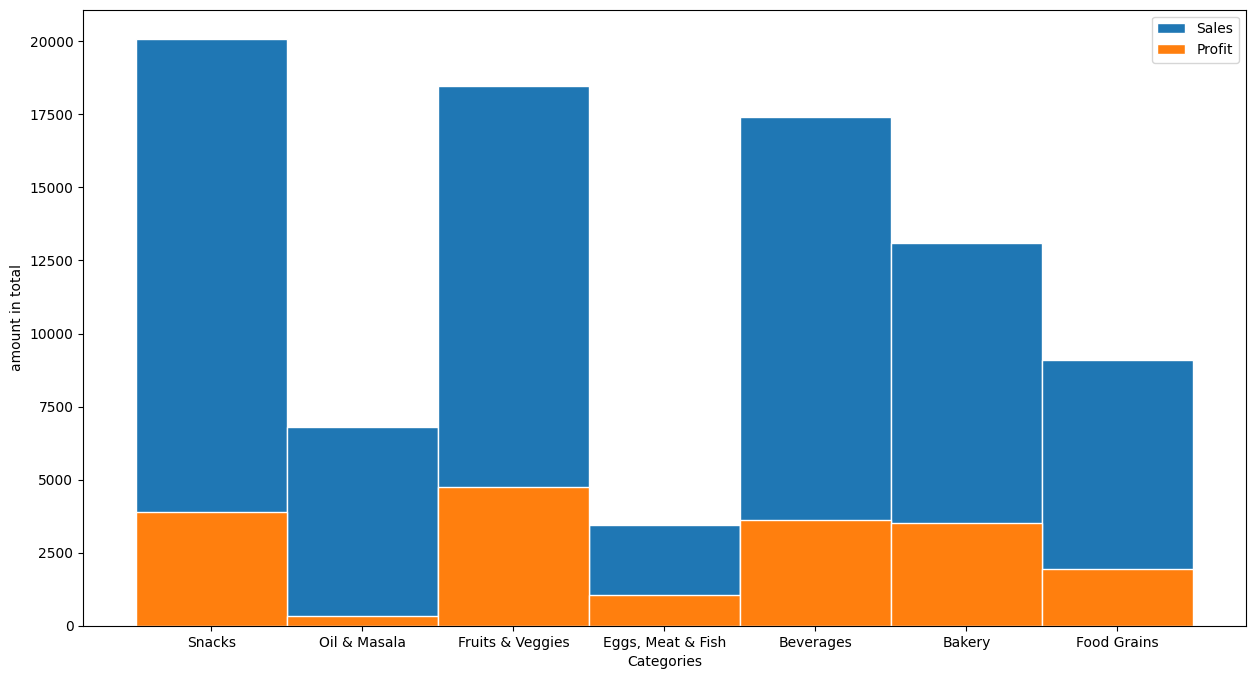 Sales
Profit
20000
17500
15000
12500
10000
7500
5000
2500
0
amount in total
Snacks
Oil & Masala
Fruits & Veggies
Eggs, Meat & Fish
Beverages
Bakery
Food Grains
Categories